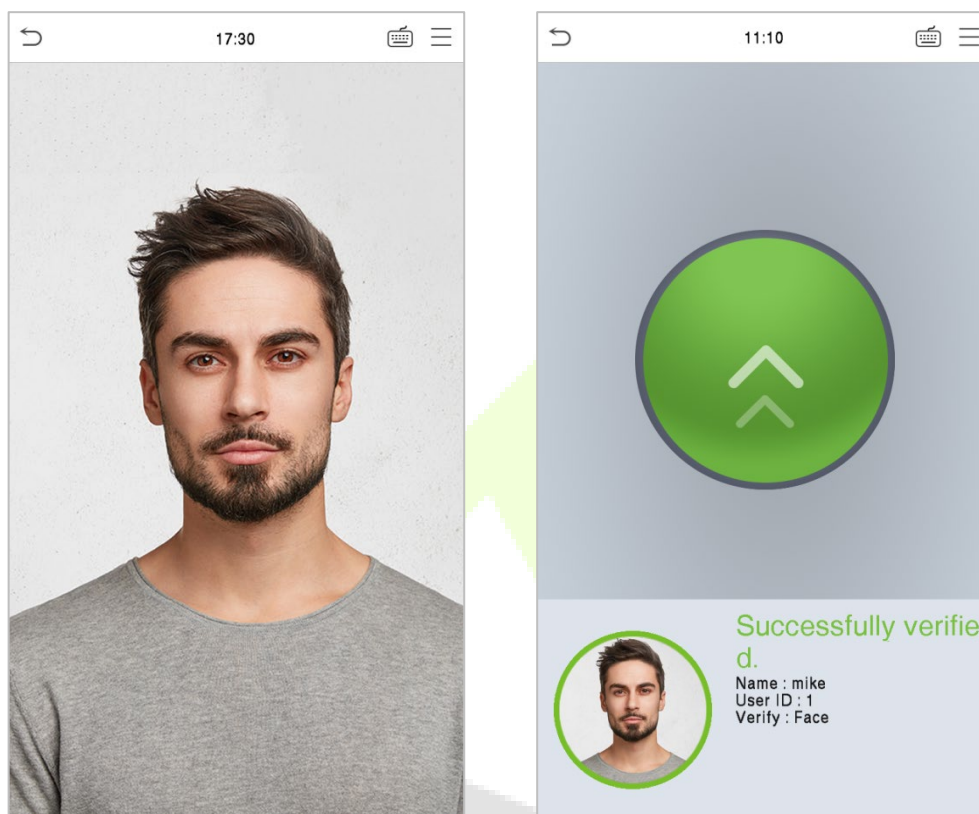 17:30
11:10
Successfully verifie
d.
Name : mike
User ID : 1
Verify : Face